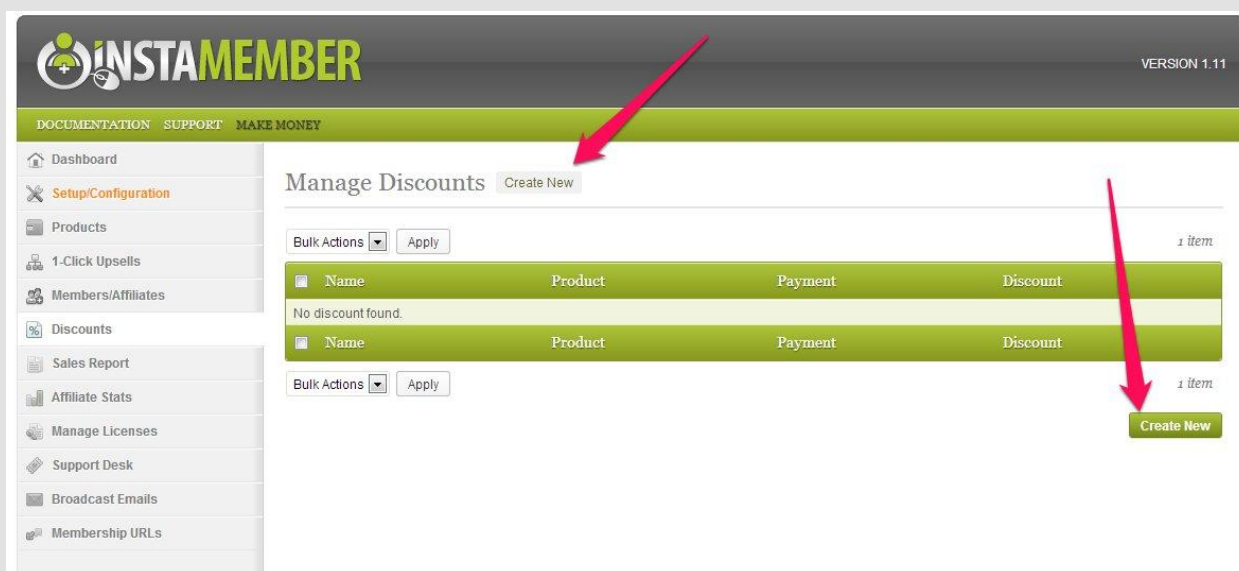 INSTAMEMBER
VERSION 1.11
DOCUMENTATION SUPPORT MAKE MONEY
Dashboard
Setup/Configuration
Products
1-Click Upsells
Members/Affiliates
Discounts
Sales Report
Affiliate Stats
Manage Licenses
Support Desk
Broadcast Emails
Membership URLs
Manage Discounts Create New
Bulk Actions Apply 1 item
Name Product Payment Discount
No discount found.
Name Product Payment Discount
Bulk Actions Apply 1 item
Create New